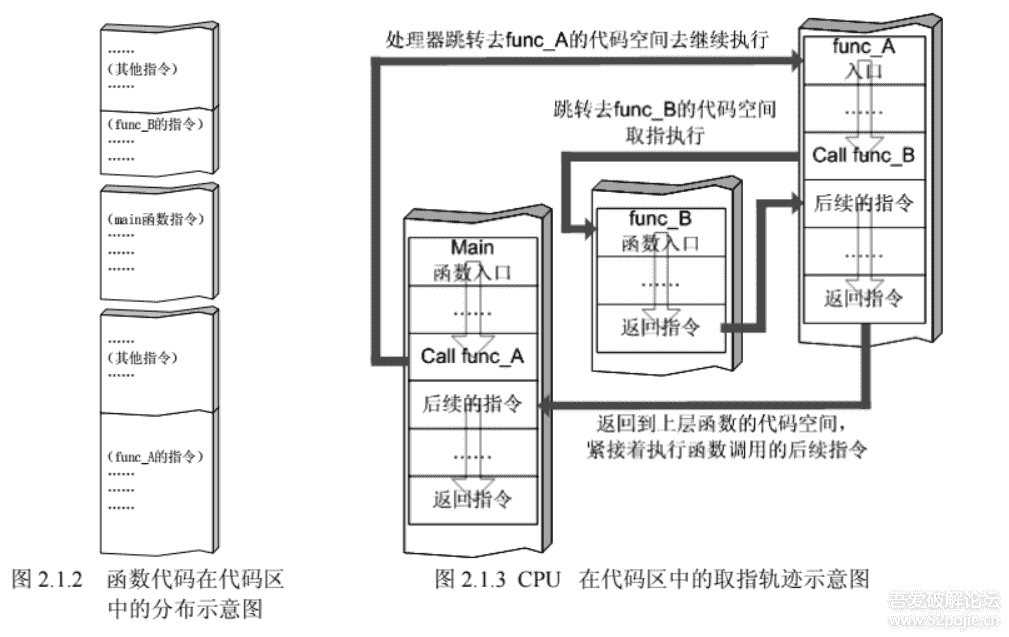 ……
(其他指令)
……
(func_B的指令)
……
……
(main函数指令)
……
……
……
……
(其他指令)
……
(func_A的指令)
……
……
……
图 2.1.2 函数代码在代码区
中的分布示意图
处理器跳转去func_A的代码空间去继续执行
func_A
入口
……
Call func_B
后续的指令
……
返回指令
跳转去func_B的代码空间
取指执行
func_B
函数入口
……
返回指令
Main
函数入口
……
Call func_A
后续的指令
……
返回指令
返回到上层函数的代码空间，
紧接着执行函数调用的后续指令
图 2.1.3 CPU 在代码区中的取指轨迹示意图
吾爱破解论坛
www.52pojie.cn